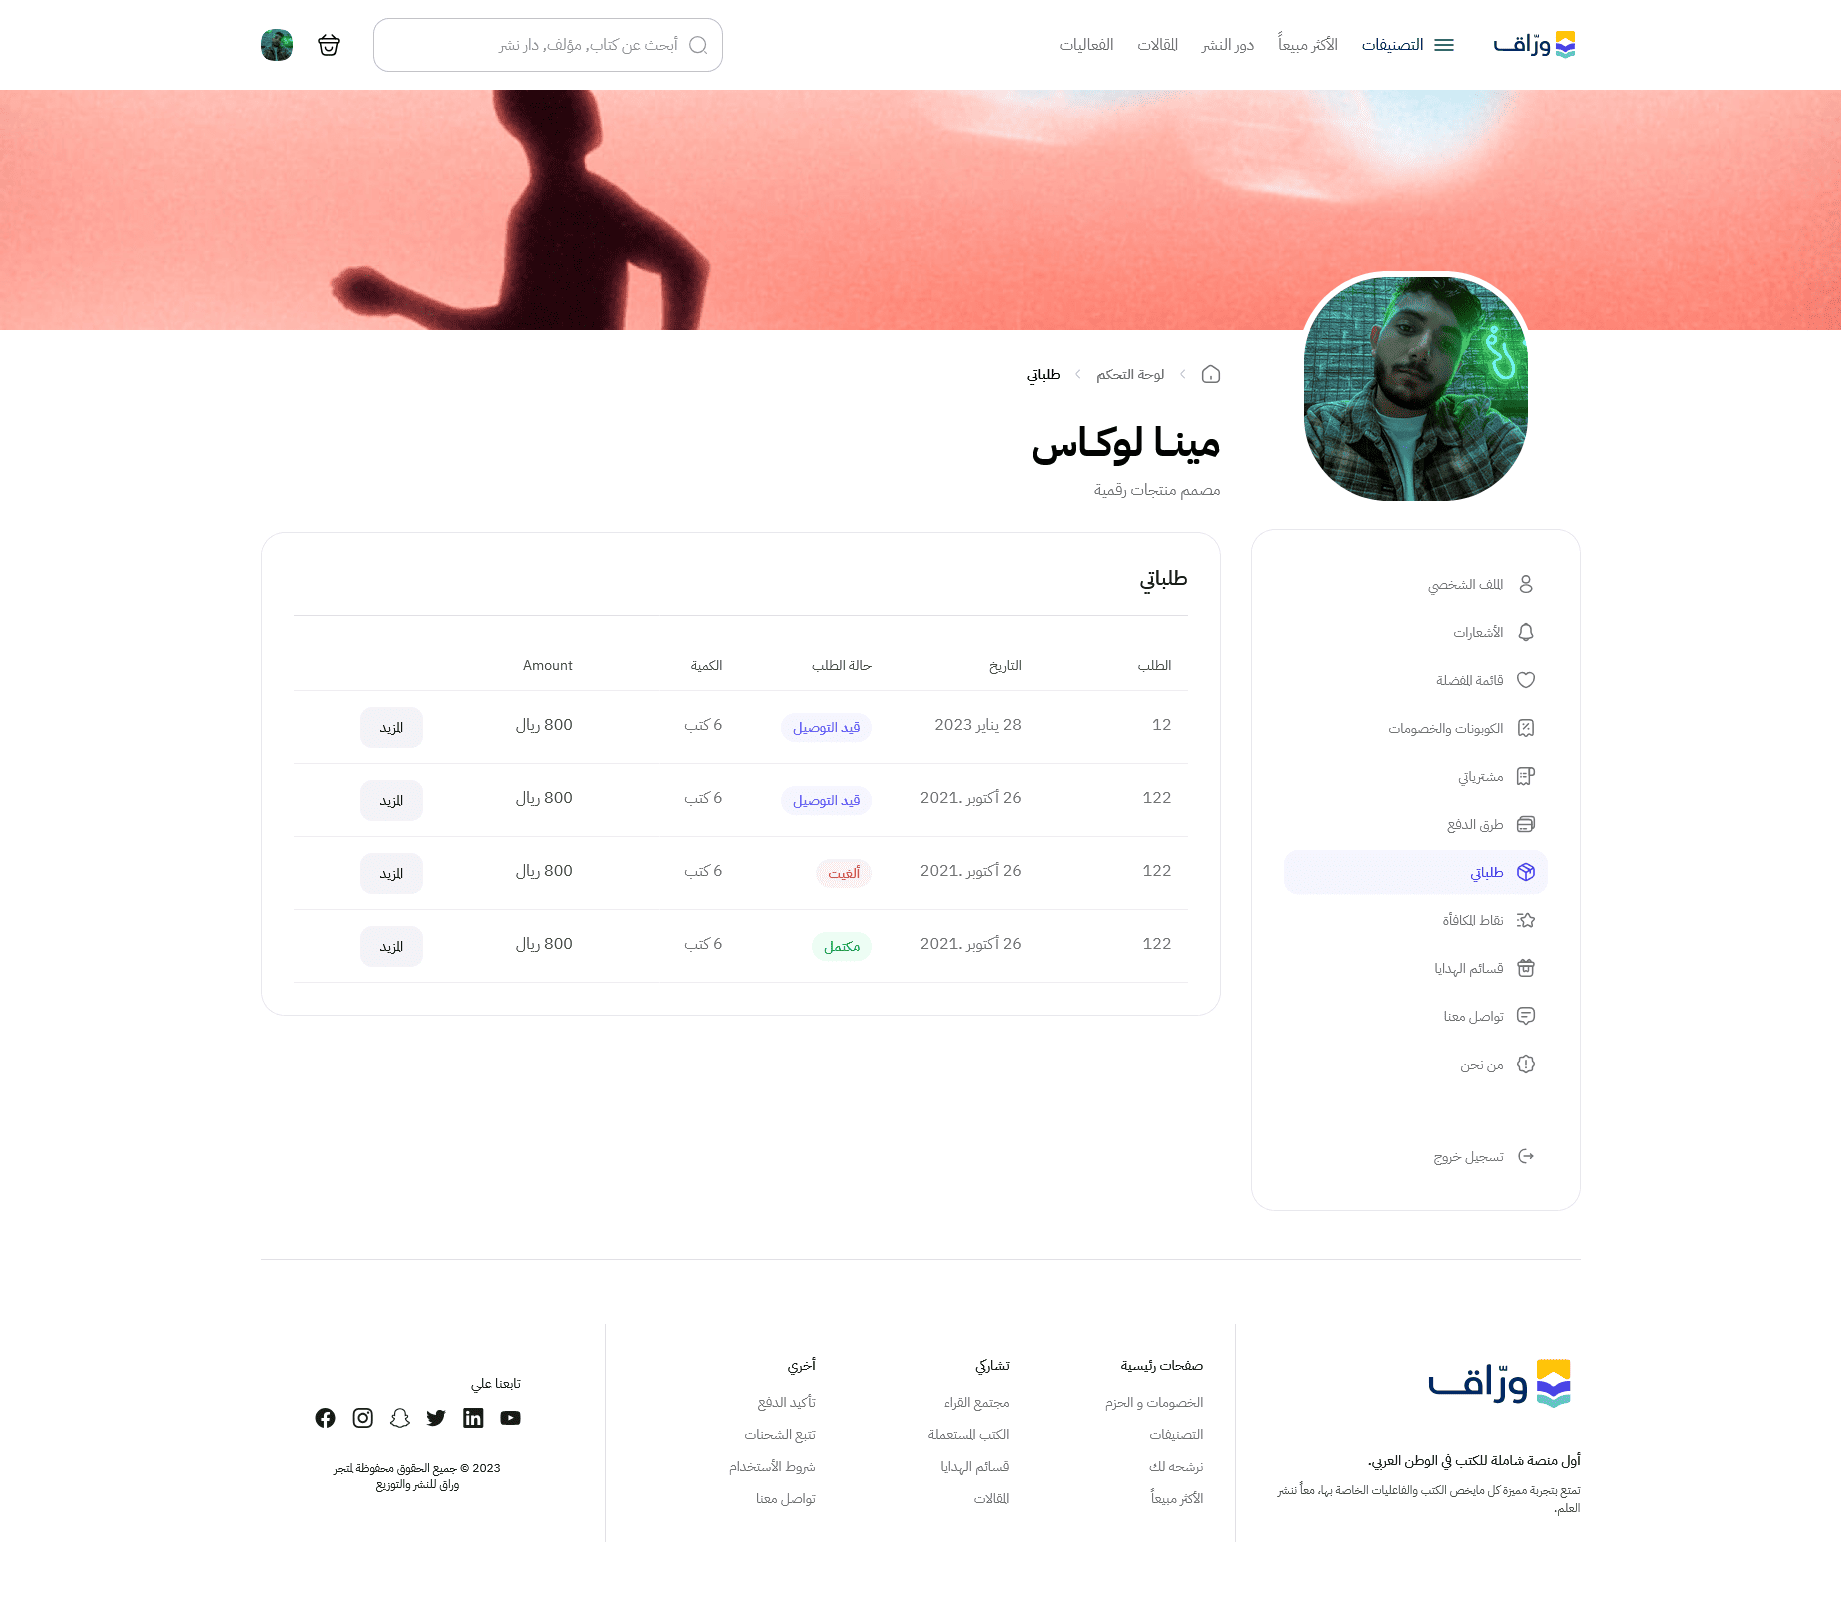 ورّاقـــ
التصنيفات
الأكثر مبيعاً
دور النشر
المقالات
الفعاليات
أبحث عن كتاب, مؤلف, دار نشر
لوحة التحكم
طلباتي
مينــا لوكــاس
مصمم منتجات رقمية
الملف الشخصي
الأشعارات
قائمة المفضلة
الكوبونات والخصومات
مشترياتي
طرق الدفع
طلباتي
نقاط المكافأة
قسائم الهدايا
تواصل معنا
من نحن
تسجيل خروج
طلباتي
الطلب التاريخ حالة الطلب الكمية Amount
12 28 يناير 2023 قيد التوصيل 6 كتب 800 ريال المزيد
122 26 أكتوبر .2021 قيد التوصيل 6 كتب 800 ريال المزيد
122 26 أكتوبر .2021 ألغيت 6 كتب 800 ريال المزيد
122 26 أكتوبر .2021 مكتمل 6 كتب 800 ريال المزيد
ورّاقـــ
أول منصة شاملة للكتب في الوطن العربي.
تمتع بتجربة مميزة كل مايخص الكتب والفاعليات الخاصة بها، معاً ننشر
العلم.
صفحات رئيسية
الخصومات و الحزم
التصنيفات
نرشحه لك
الأكثر مبيعاً
تشاركي
مجتمع القراء
الكتب المستعملة
قسائم الهدايا
المقالات
أخري
تأكيد الدفع
تتبع الشحنات
شروط الأستخدام
تواصل معنا
تابعنا علي
2023 © جميع الحقوق محفوظة لمتجر
وراق للنشر والتوزيع